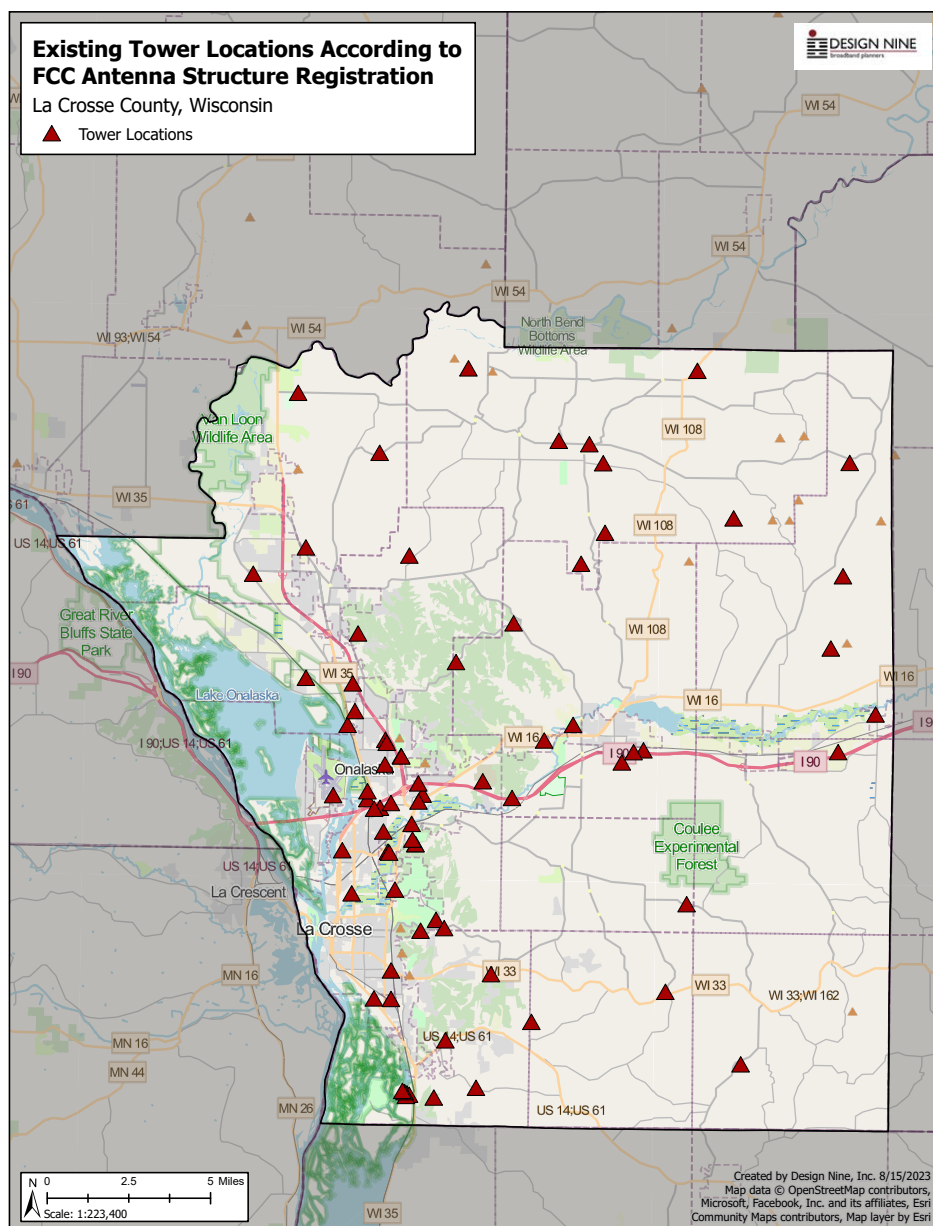 Existing Tower Locations According to
FCC Antenna Structure Registration
La Crosse County, Wisconsin
Tower Locations
DESIGN NINE
broadband planners
WI 54
WI 54
WI 54
North Bend
Bottoms
Wildlife Area
WI 93;WI 54
WI 54
Van Loon
Wildlife Area
WI 108
WI 35
61
US 14;US 61
WI 108
Great River
Bluffs State
Park
WI 108
I 90
WI 35
Lake Onalaska
WI 16
WI 16
I 90;US 14;US 61
WI 16
I 90
I 90
I 90
Onalaska
Coulee
Experimental
Forest
US 14;US 61
La Crescent
La Crosse
MN 16
WI 33
WI 33
WI 33;WI 162
MN 16
US 14;US 61
MN 44
MN 26
US 14;US 61
N
0 2.5 5 Miles
Scale: 1:223,400
WI 35
Created by Design Nine, Inc. 8/15/2023
Map data © OpenStreetMap contributors,
Microsoft, Facebook, Inc. and its affiliates, Esri
Community Maps contributors, Map layer by Esri